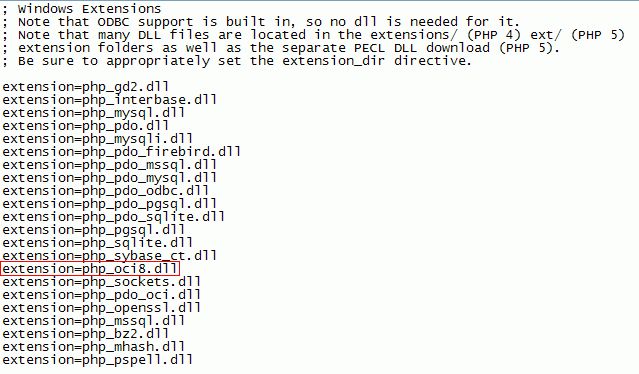 ; Windows Extensions
; Note that ODBC support is built in, so no dll is needed for it.
; Note that many DLL files are located in the extensions/ (PHP 4) ext/ (PHP 5)
; extension folders as well as the separate PECL DLL download (PHP 5).
; Be sure to appropriately set the extension_dir directive.
extension=php_gd2.dll
extension=php_interbase.dll
extension=php_mysql.dll
extension=php_pdo.dll
extension=php_mysqli.dll
extension=php_pdo_firebird.dll
extension=php_pdo_mssql.dll
extension=php_pdo_mysql.dll
extension=php_pdo_odbc.dll
extension=php_pdo_pgsql.dll
extension=php_pdo_sqlite.dll
extension=php_pgsql.dll
extension=php_sqlite.dll
extension=php_sybase_ct.dll
extension=php_oci8.dll
extension=php_sockets.dll
extension=php_pdo_oci.dll
extension=php_openssl.dll
extension=php_mssql.dll
extension=php_bz2.dll
extension=php_mhash.dll
extension=php_pspell.dll